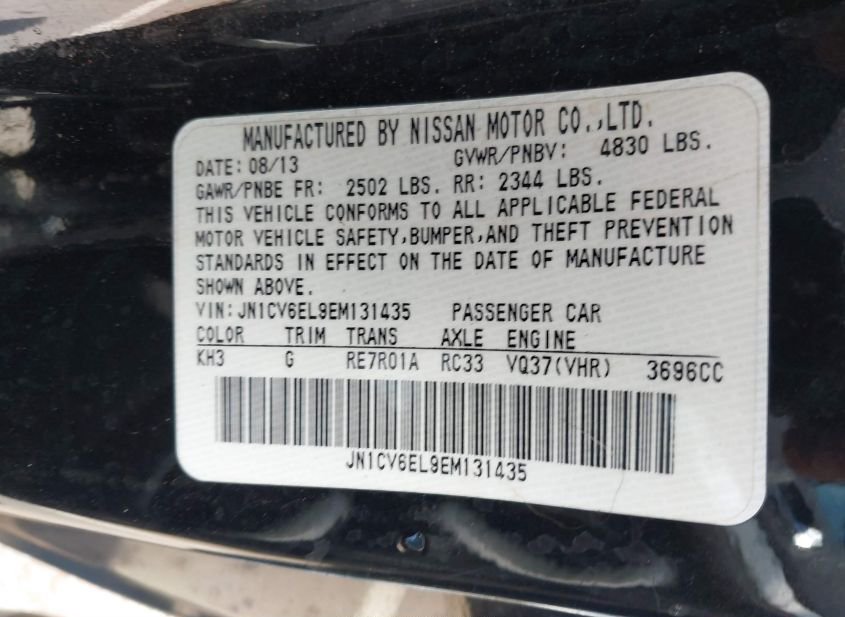 MANUFACTURED BY NISSAN MOTOR CO.,LTD.
DATE: 08/13 GVWR/PNBV: 4830 LBS.
GAWR/PNBE FR: 2502 LBS. RR: 2344 LBS.
THIS VEHICLE CONFORMS TO ALL APPLICABLE FEDERAL
MOTOR VEHICLE SAFETY,BUMPER,AND THEFT PREVENTION
STANDARDS IN EFFECT ON THE DATE OF MANUFACTURE
SHOWN ABOVE.
VIN:JN1CV6EL9EM131435 PASSENGER CAR
COLOR TRIM TRANS AXLE ENGINE
KH3 G RE7R01A RC33 VQ37(VHR) 3696CC
JN1CV6EL9EM131435